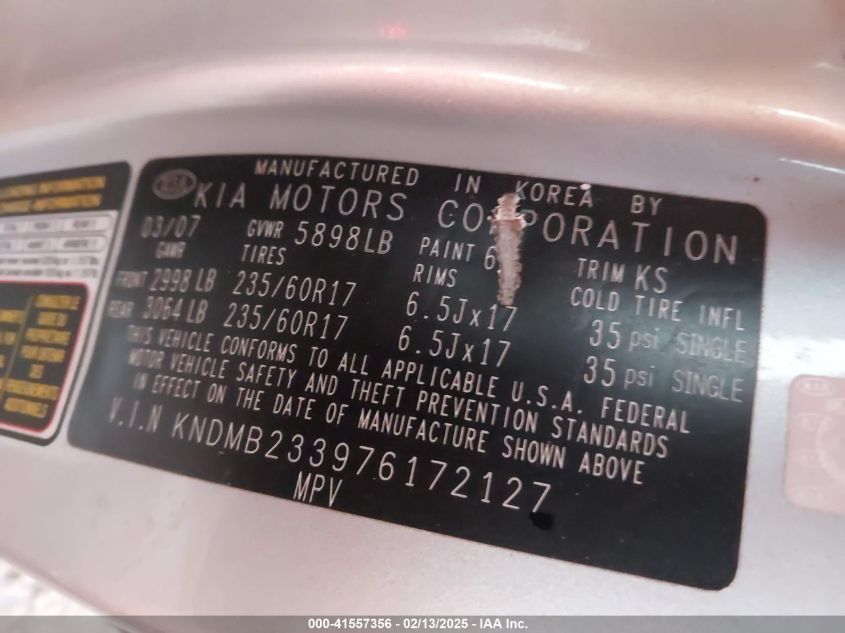 MANUFACTURED IN KOREA BY
KIA KIA MOTORS CORPORATION
03/07 GVWR 5898LB PAINT 6 TRIM KS
GAWR TIRES RIMS COLD TIRE INFL
FRONT 2998 LB 235/60R17 6.5Jx17 35 psi SINGLE
REAR 3064 LB 235/60R17 6.5Jx17 35 psi SINGLE
THIS VEHICLE CONFORMS TO ALL APPLICABLE U.S.A. FEDERAL
MOTOR VEHICLE SAFETY AND THEFT PREVENTION STANDARDS
IN EFFECT ON THE DATE OF MANUFACTURE SHOWN ABOVE
V.I.N KNDMB233976172127
MPV
000-41557356 - 02/13/2025 - IAA Inc.